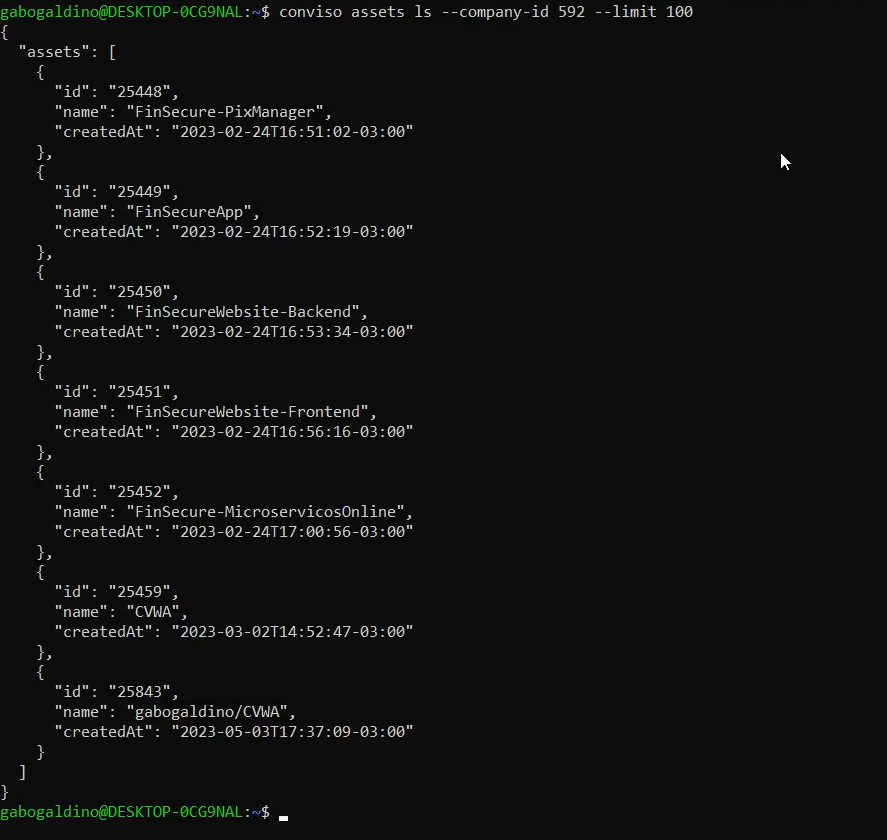 gabogaldino@DESKTOP-0CG9NAL:~$ conviso assets ls --company-id 592 --limit 100
{
  "assets": [
    {
      "id": "25448",
      "name": "FinSecure-PixManager",
      "createdAt": "2023-02-24T16:51:02-03:00"
    },
    {
      "id": "25449",
      "name": "FinSecureApp",
      "createdAt": "2023-02-24T16:52:19-03:00"
    },
    {
      "id": "25450",
      "name": "FinSecureWebsite-Backend",
      "createdAt": "2023-02-24T16:53:34-03:00"
    },
    {
      "id": "25451",
      "name": "FinSecureWebsite-Frontend",
      "createdAt": "2023-02-24T16:56:16-03:00"
    },
    {
      "id": "25452",
      "name": "FinSecure-MicroservicosOnline",
      "createdAt": "2023-02-24T17:00:56-03:00"
    },
    {
      "id": "25459",
      "name": "CVWA",
      "createdAt": "2023-03-02T14:52:47-03:00"
    },
    {
      "id": "25843",
      "name": "gabogaldino/CVWA",
      "createdAt": "2023-05-03T17:37:09-03:00"
    }
  ]
}
gabogaldino@DESKTOP-0CG9NAL:~$